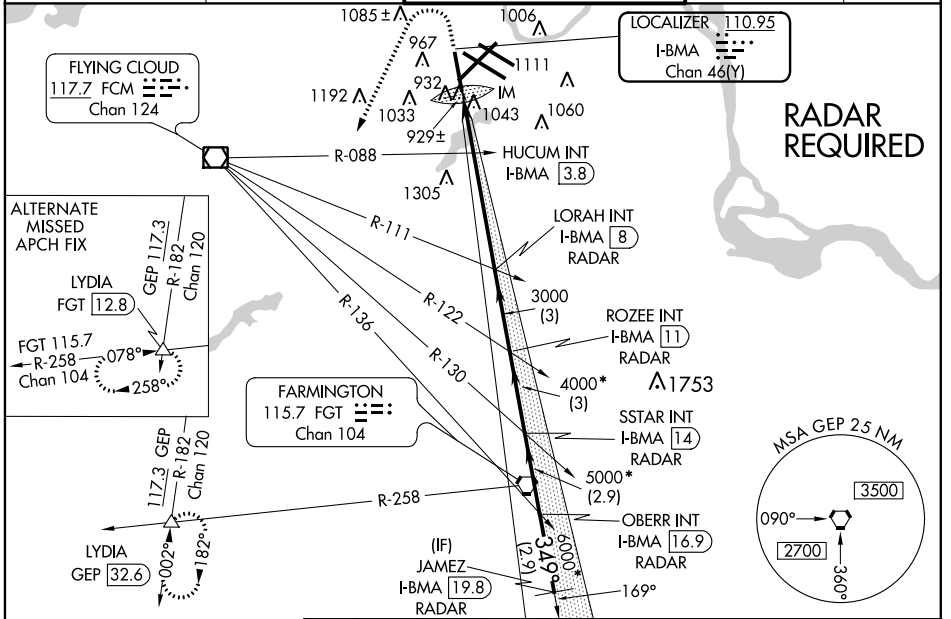 1085 ±
1006
LOCALIZER 110.95
I-BMA
Chan 46(Y)
967
FLYING CLOUD
117.7 FCM
Chan 124
1111
1192
932
IM
1033
1043
1060
929±
RADAR
REQUIRED
R-088
HUCUM INT
I-BMA 3.8
1305
ALTERNATE
MISSED
APCH FIX
GEP 117.3
R-182
Chan 120
R-111
LORAH INT
I-BMA 8
RADAR
LYDIA
FGT 12.8
R-136
R-122
3000
(3)
ROZEE INT
I-BMA 11
RADAR
FGT 115.7
R-258
Chan 104
078°
258°
R-130
4000*
(3)
1753
FARMINGTON
115.7 FGT
Chan 104
SSTAR INT
I-BMA 14
RADAR
117.3 GEP
R-182
Chan 120
5000*
(2.9)
MSA GEP 25 NM
3500
090°
2700
360°
R-258
OBERR INT
I-BMA 16.9
RADAR
LYDIA
GEP 32.6
002°
182°
(IF)
JAMEZ
I-BMA 19.8
RADAR
(2.9)
349°
6000*
169°